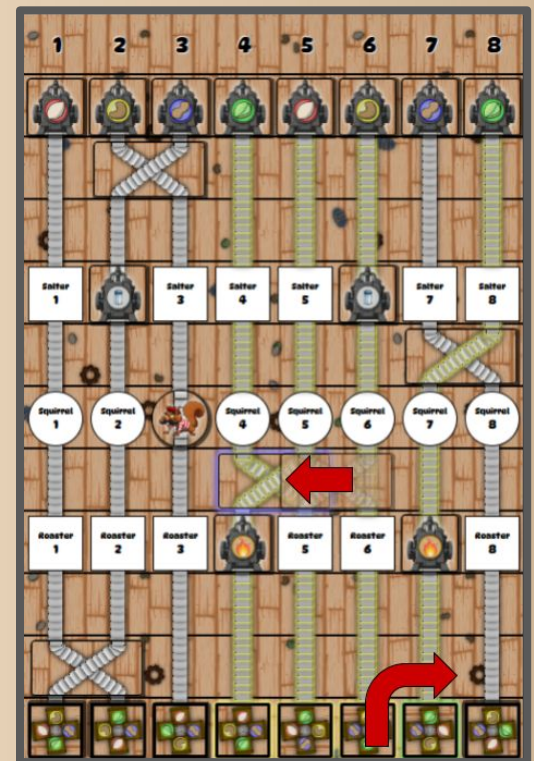 1 2 3 4 5 6 7 8
Salter 1
Salter 3
Salter 4
Salter 5
Salter 7
Salter 8
Squirrel 1
Squirrel 2
Squirrel 4
Squirrel 5
Squirrel 6
Squirrel 7
Squirrel 8
Roaster 1
Roaster 2
Roaster 3
Roaster 5
Roaster 6
Roaster 8